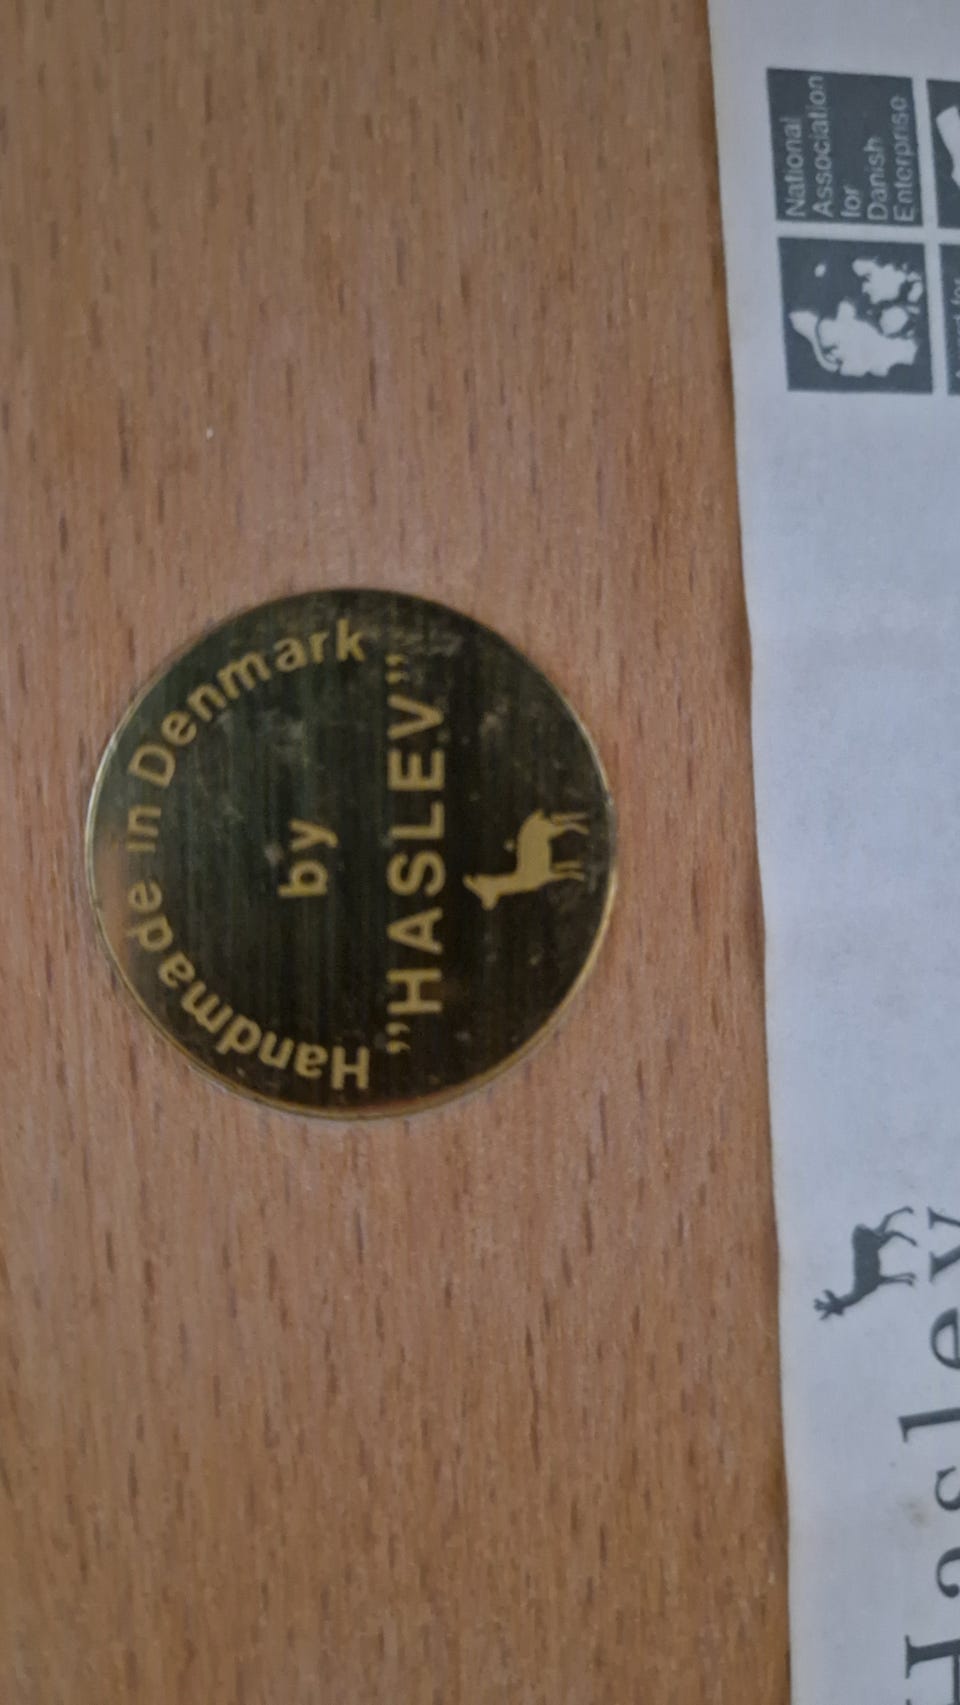 Handmade in Denmark
by
"HASLEV"
National
Association
for
Danish
Enterprise
Haslev